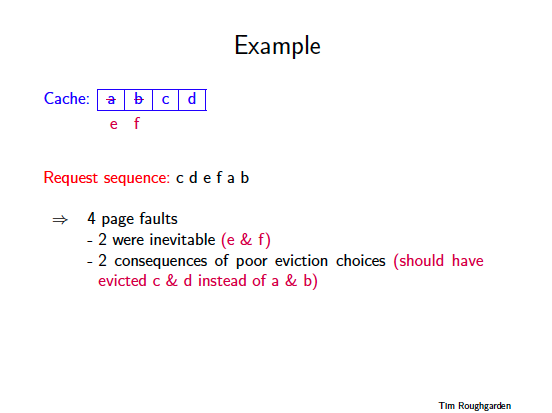 Example
Cache: a b c d
e f
Request sequence: c d e f a b
⇒ 4 page faults
- 2 were inevitable (e & f)
- 2 consequences of poor eviction choices (should have
evicted c & d instead of a & b)
Tim Roughgarden